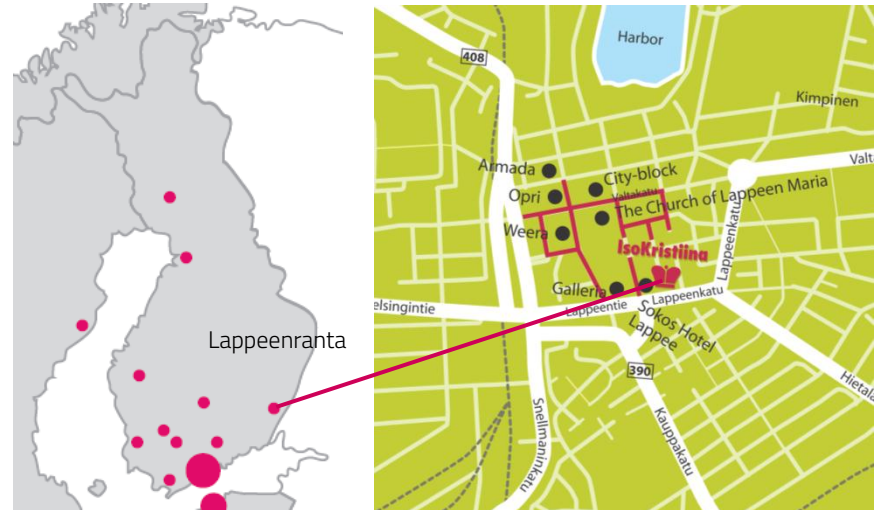 Lappeenranta
Harbor
408
Kimpinen
Valta
Armada
City-block
Opri
Valtakatu
The Church of Lappeen Maria
Weera
IsoKristiina
Lappeenkatu
Galleria
Lappeenkatu
elsingintie
Lappeentie
Sokos Hotel
Lappee
390
Hietala
Snellmaninkatu
Kauppakatu